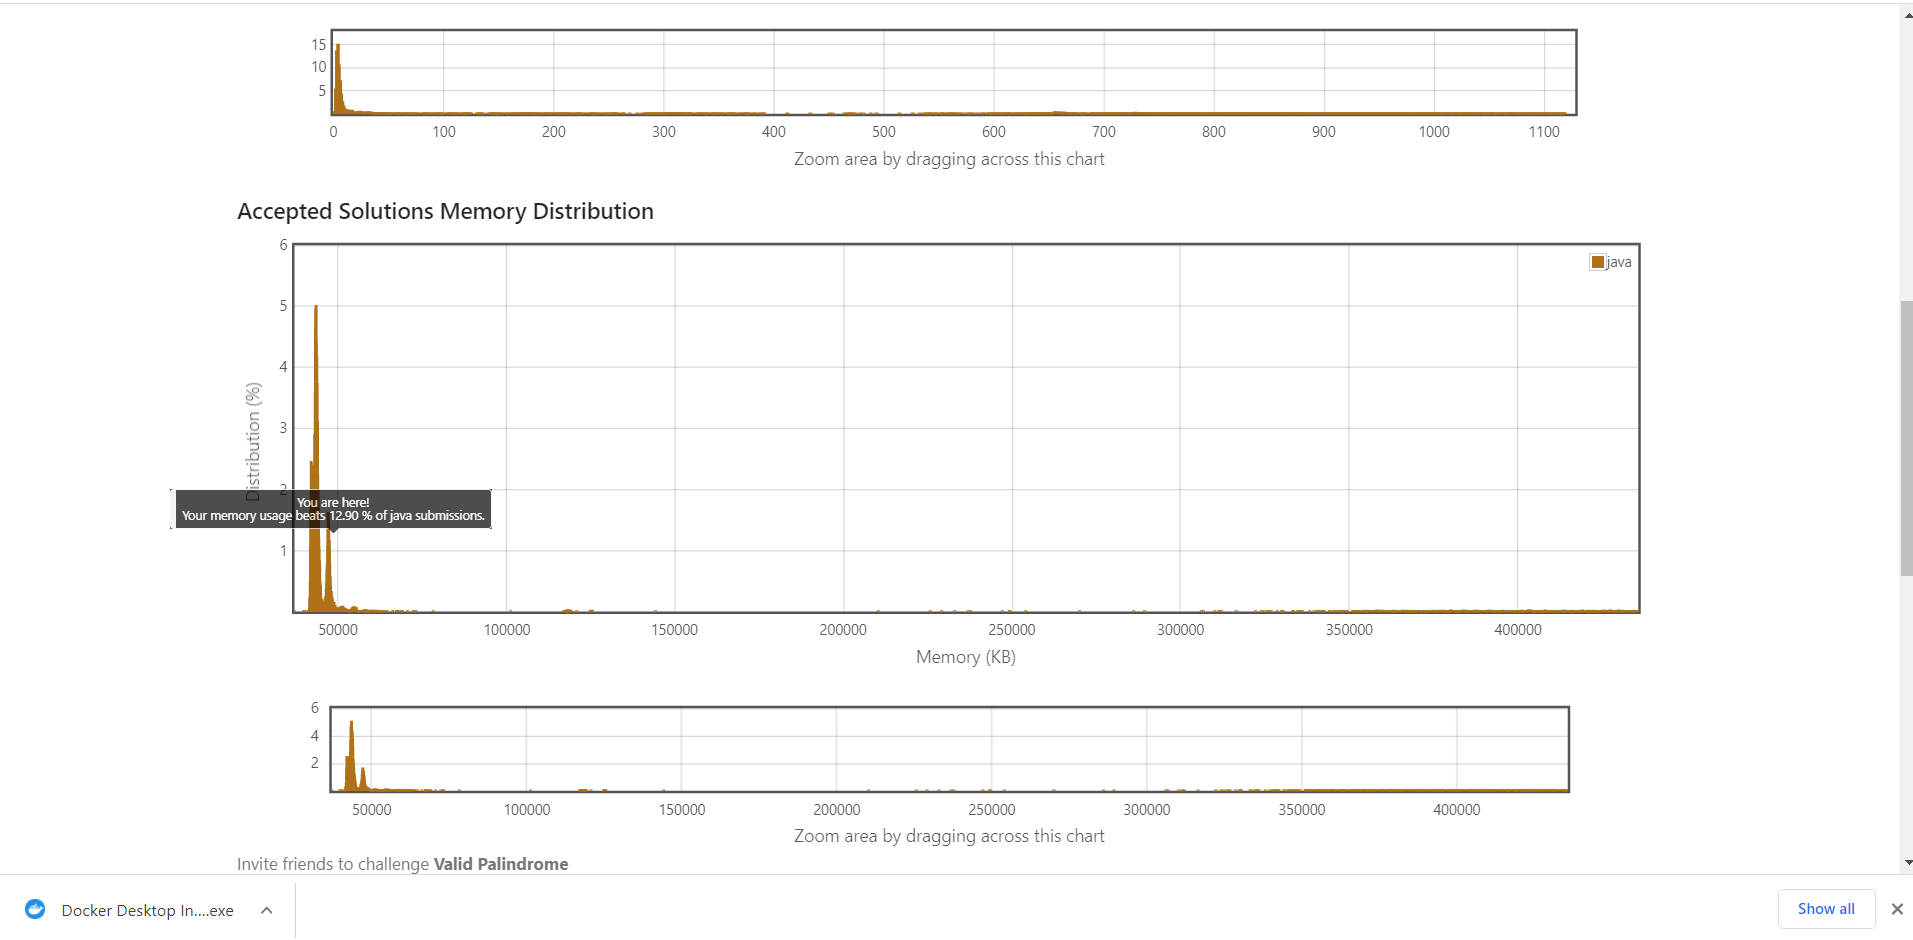 15
10
5
0 100 200 300 400 500 600 700 800 900 1000 1100
Zoom area by dragging across this chart
Accepted Solutions Memory Distribution
6
java
5
4
3
2
1
Distribution (%)
You are here!
Your memory usage beats 12.90 % of java submissions.
50000 100000 150000 200000 250000 300000 350000 400000
Memory (KB)
6
4
2
50000 100000 150000 200000 250000 300000 350000 400000
Zoom area by dragging across this chart
Invite friends to challenge Valid Palindrome
Docker Desktop In....exe
Show all